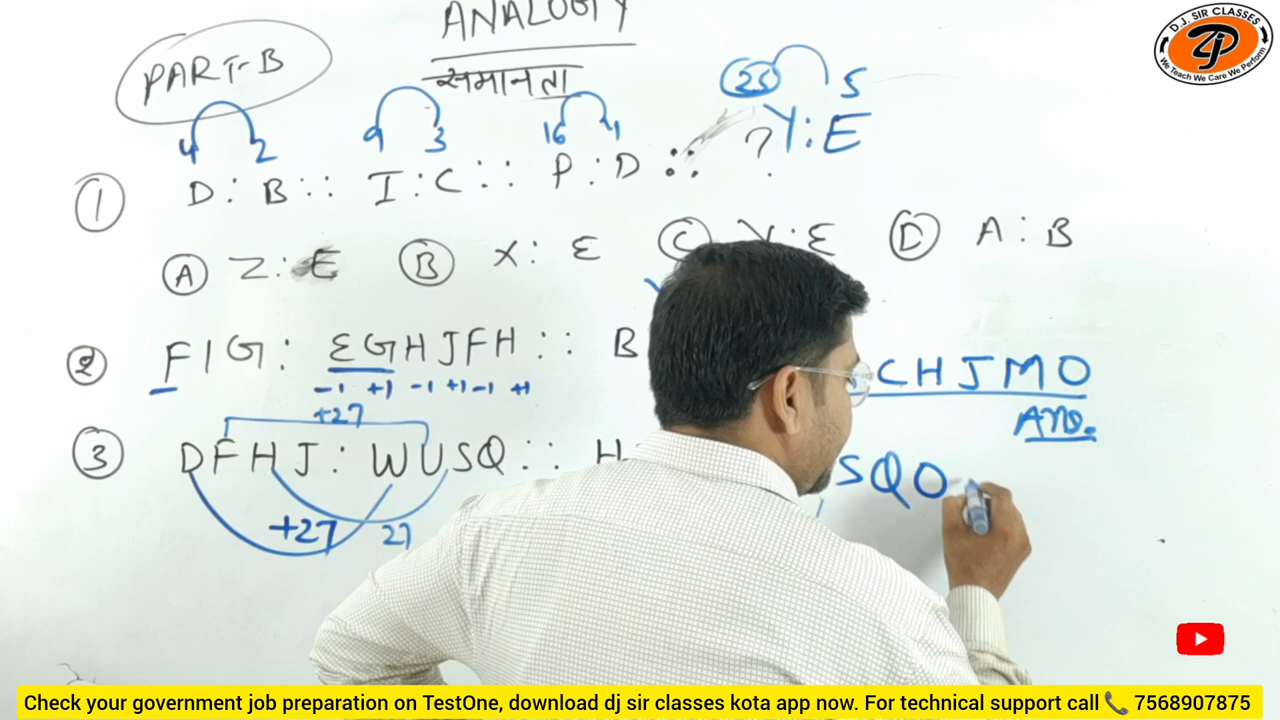 ANALOGY
PART-B
समानता
D.J. SIR CLASSES
We Teach We Care We Perform
25 5
4 2 9 3 16 4 Y:E
① D:B :: I:C :: P:D :: ?
Ⓐ Z:E Ⓑ X:E Ⓒ Y:E Ⓓ A:B
② FIG: EGHJFH :: B CHJMO
-1 +1 -1 +1 -1 +1
Ans.
+27
③ DFHJ: WUSQ :: H SQO
+27 27
Check your government job preparation on TestOne, download dj sir classes kota app now. For technical support call 📞 7568907875